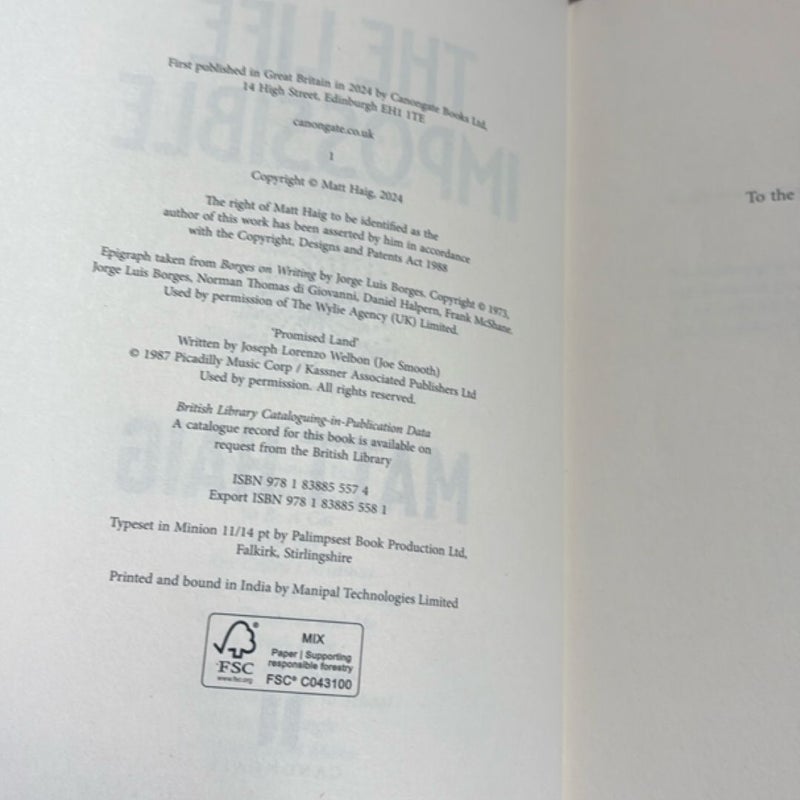 First published in Great Britain in 2024 by Canongate Books Ltd,
14 High Street, Edinburgh EH1 1TE
canongate.co.uk
1
Copyright © Matt Haig, 2024
The right of Matt Haig to be identified as the
author of this work has been asserted by him in accordance
with the Copyright, Designs and Patents Act 1988
Epigraph taken from Borges on Writing by Jorge Luis Borges. Copyright © 1973,
Jorge Luis Borges, Norman Thomas di Giovanni, Daniel Halpern, Frank McShane.
Used by permission of The Wylie Agency (UK) Limited.
'Promised Land'
Written by Joseph Lorenzo Welbon (Joe Smooth)
© 1987 Picadilly Music Corp / Kassner Associated Publishers Ltd
Used by permission. All rights reserved.
British Library Cataloguing-in-Publication Data
A catalogue record for this book is available on
request from the British Library
ISBN 978 1 83885 557 4
Export ISBN 978 1 83885 558 1
Typeset in Minion 11/14 pt by Palimpsest Book Production Ltd,
Falkirk, Stirlingshire
Printed and bound in India by Manipal Technologies Limited
FSC®
www.fsc.org
MIX
Paper | Supporting
responsible forestry
FSC® C043100
To the
THE LIFE
IMPOSSIBLE
MATT HAIG